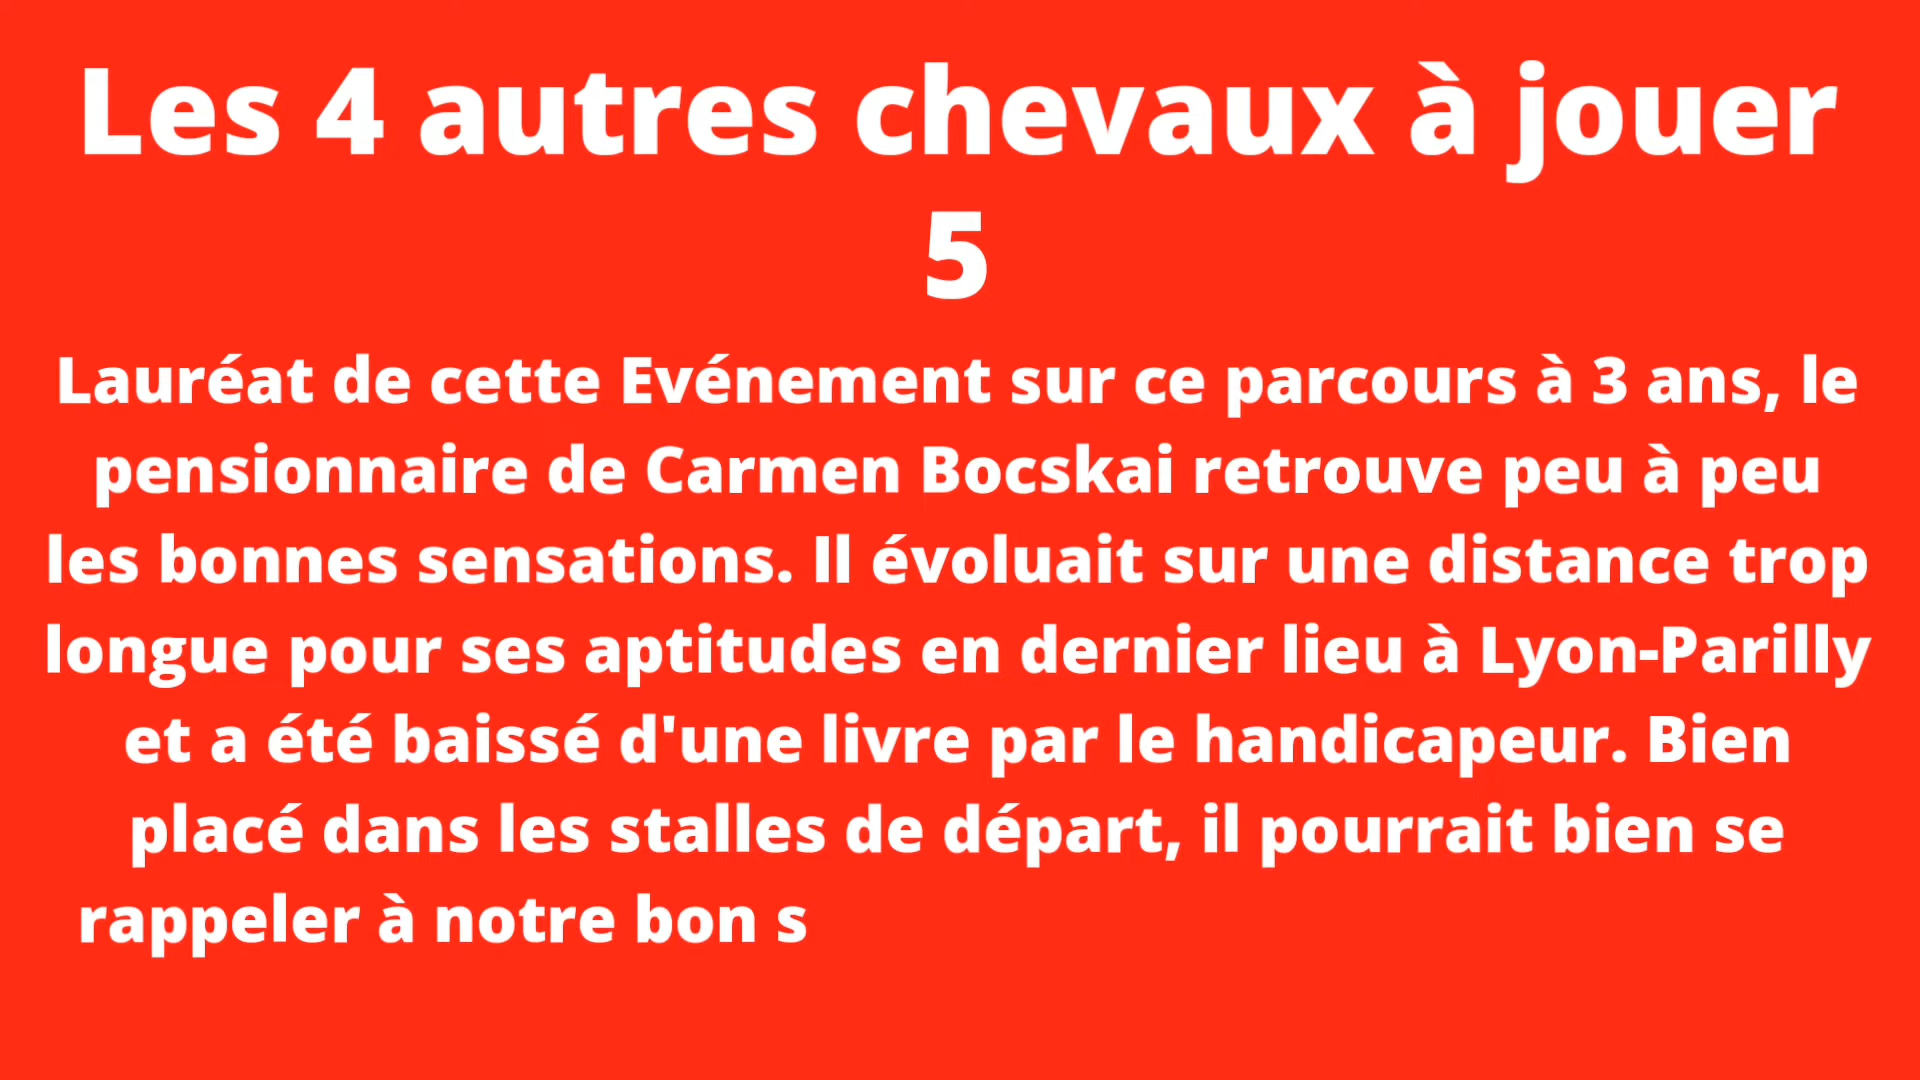 Les 4 autres chevaux à jouer
5
Lauréat de cette Evénement sur ce parcours à 3 ans, le
pensionnaire de Carmen Bocskai retrouve peu à peu
les bonnes sensations. Il évoluait sur une distance trop
longue pour ses aptitudes en dernier lieu à Lyon-Parilly
et a été baissé d'une livre par le handicapeur. Bien
placé dans les stalles de départ, il pourrait bien se
rappeler à notre bon s